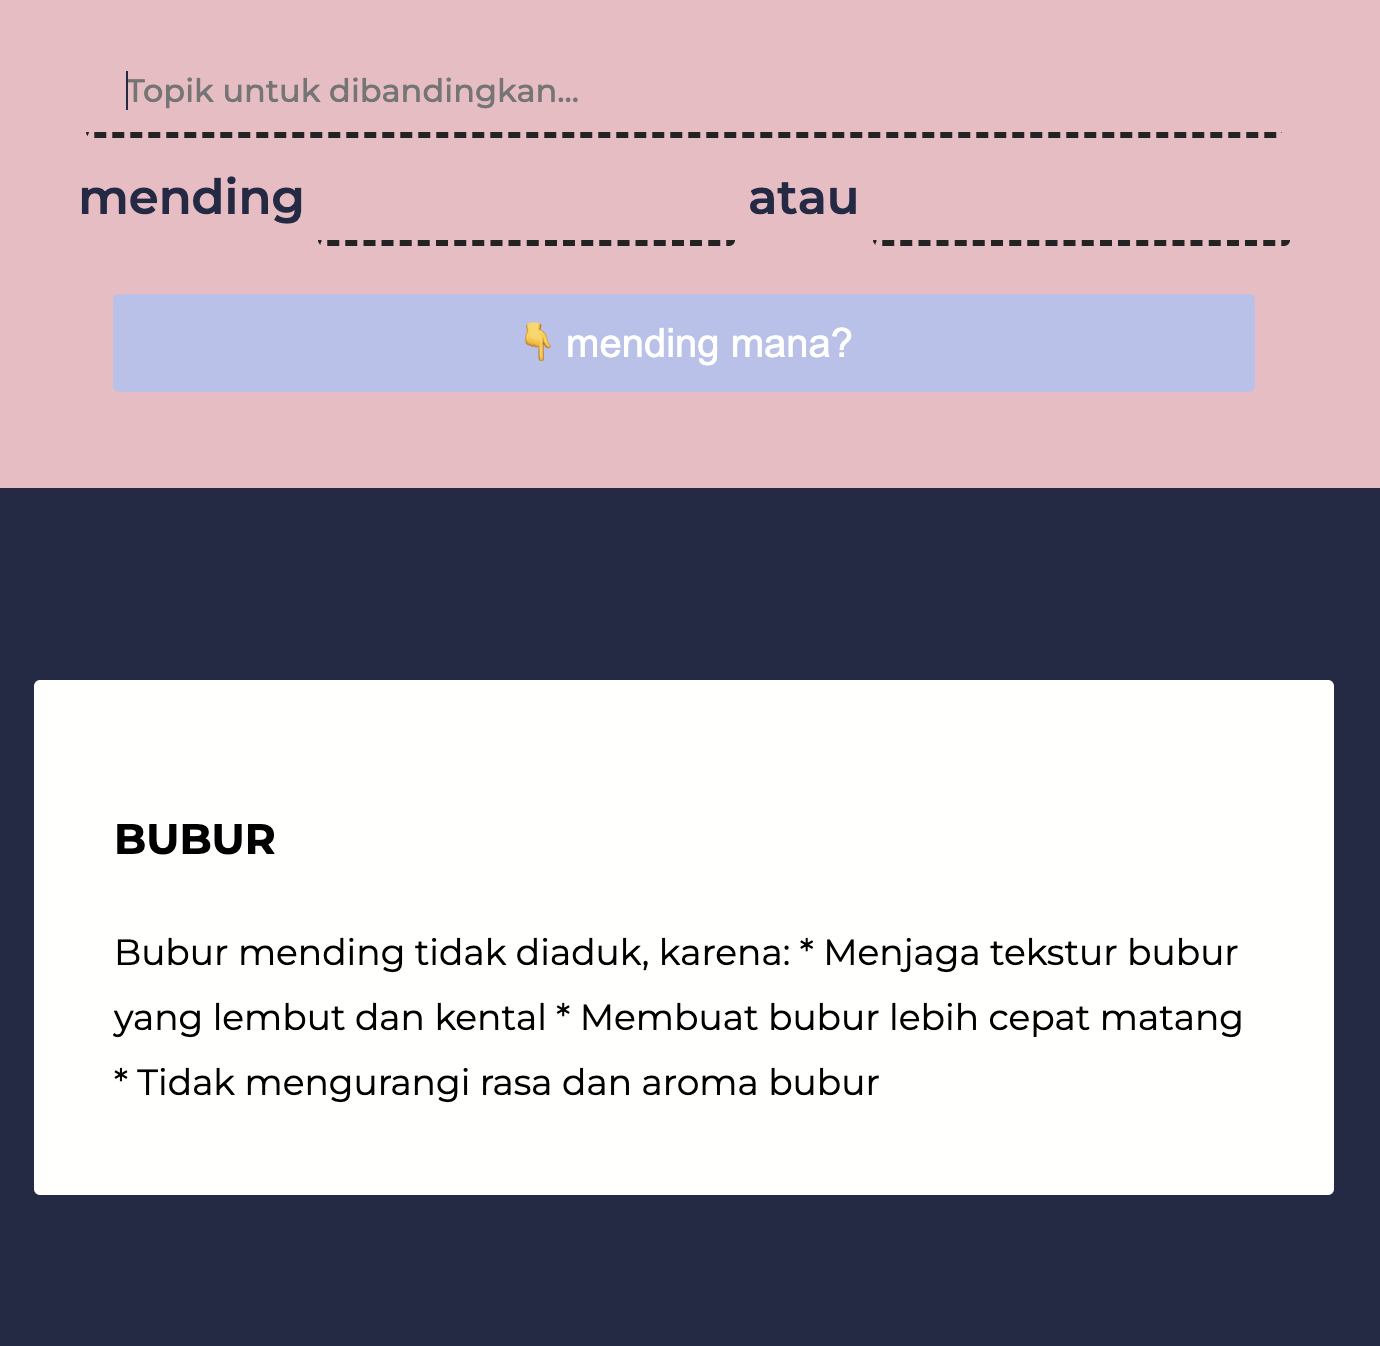 Topik untuk dibandingkan...
mending atau
👇 mending mana?
BUBUR
Bubur mending tidak diaduk, karena: * Menjaga tekstur bubur
yang lembut dan kental * Membuat bubur lebih cepat matang
* Tidak mengurangi rasa dan aroma bubur